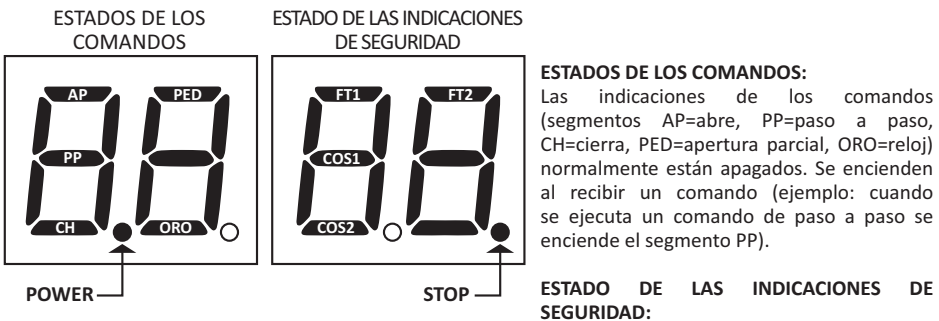 ESTADOS DE LOS
COMANDOS
ESTADO DE LAS INDICACIONES
DE SEGURIDAD
AP
PED
PP
CH
ORO
POWER
FT1
FT2
COS1
COS2
STOP
ESTADOS DE LOS COMANDOS:
Las indicaciones de los comandos
(segmentos AP=abre, PP=paso a paso,
CH=cierra, PED=apertura parcial, ORO=reloj)
normalmente están apagados. Se encienden
al recibir un comando (ejemplo: cuando
se ejecuta un comando de paso a paso se
enciende el segmento PP).
ESTADO DE LAS INDICACIONES DE
SEGURIDAD: